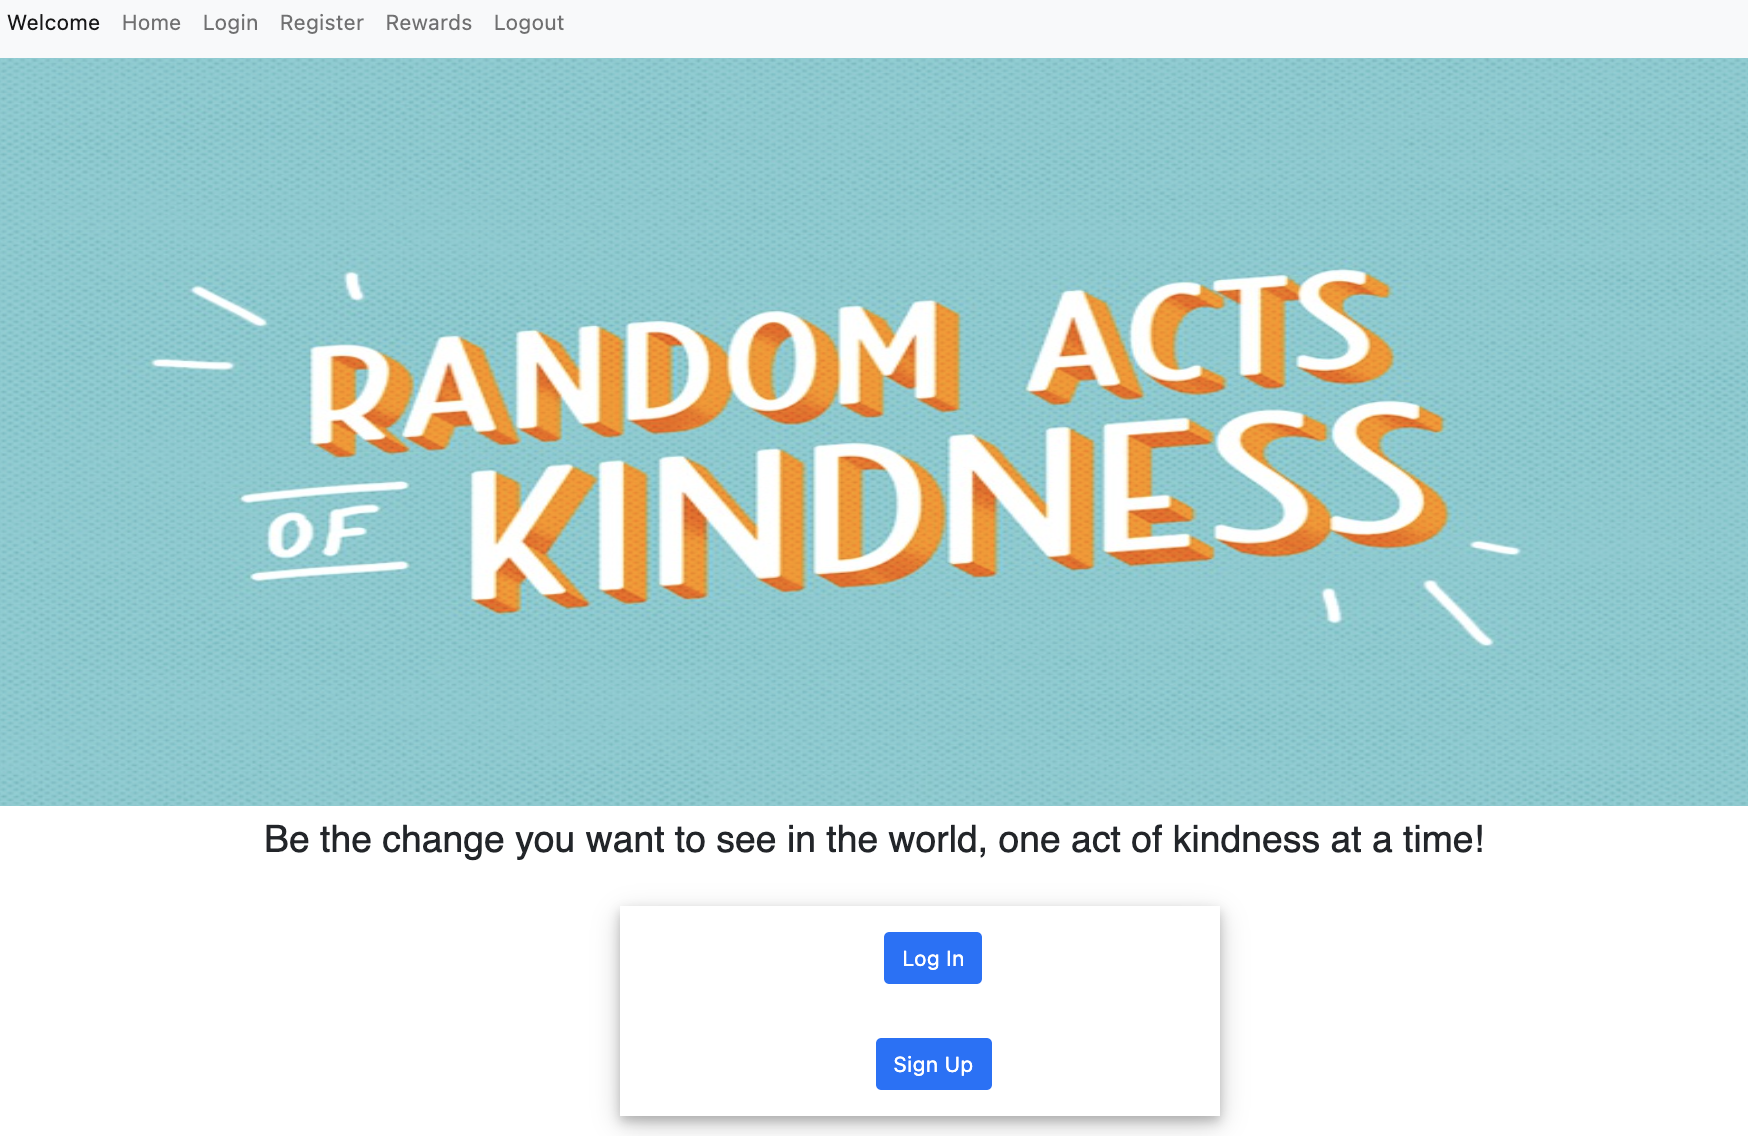 Welcome Home Login Register Rewards Logout
RANDOM ACTS
OF KINDNESS
Be the change you want to see in the world, one act of kindness at a time!
Log In
Sign Up